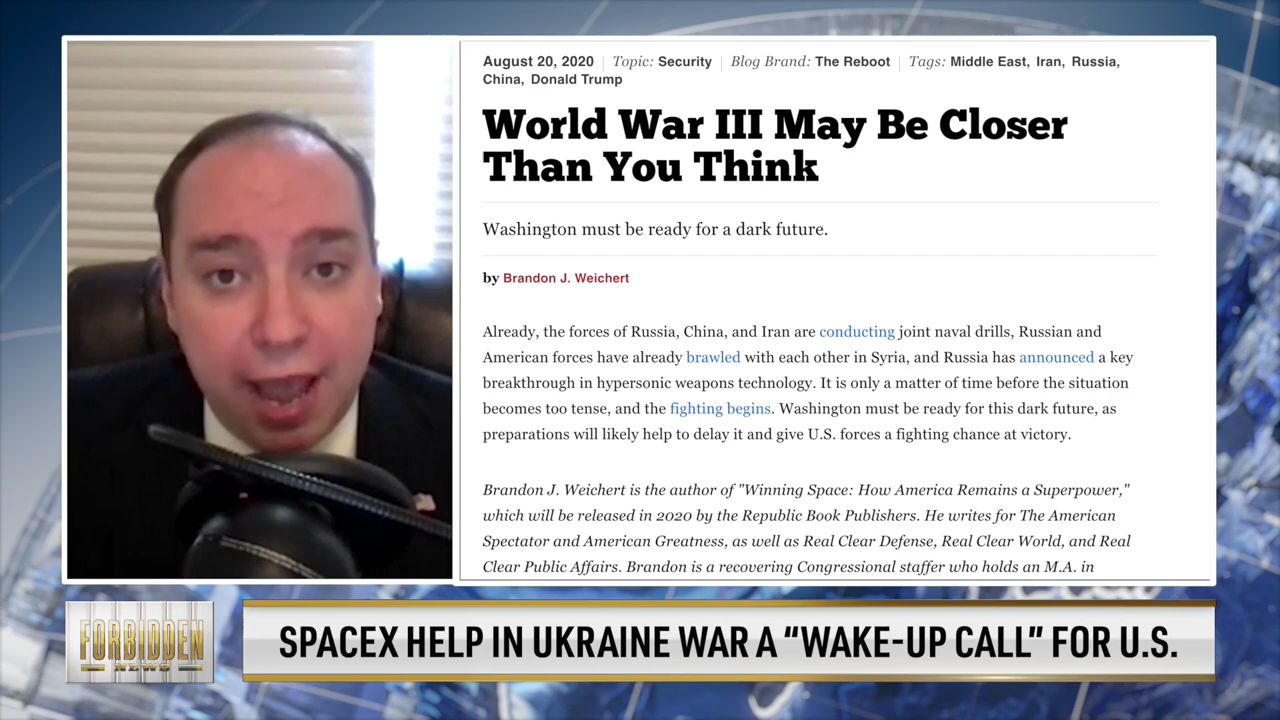 August 20, 2020 | Topic: Security | Blog Brand: The Reboot | Tags: Middle East, Iran, Russia,
China, Donald Trump
World War III May Be Closer
Than You Think
Washington must be ready for a dark future.
by Brandon J. Weichert
Already, the forces of Russia, China, and Iran are conducting joint naval drills, Russian and
American forces have already brawled with each other in Syria, and Russia has announced a key
breakthrough in hypersonic weapons technology. It is only a matter of time before the situation
becomes too tense, and the fighting begins. Washington must be ready for this dark future, as
preparations will likely help to delay it and give U.S. forces a fighting chance at victory.
Brandon J. Weichert is the author of "Winning Space: How America Remains a Superpower,"
which will be released in 2020 by the Republic Book Publishers. He writes for The American
Spectator and American Greatness, as well as Real Clear Defense, Real Clear World, and Real
Clear Public Affairs. Brandon is a recovering Congressional staffer who holds an M.A. in
FORBIDDEN
NEWS
SPACEX HELP IN UKRAINE WAR A “WAKE-UP CALL” FOR U.S.